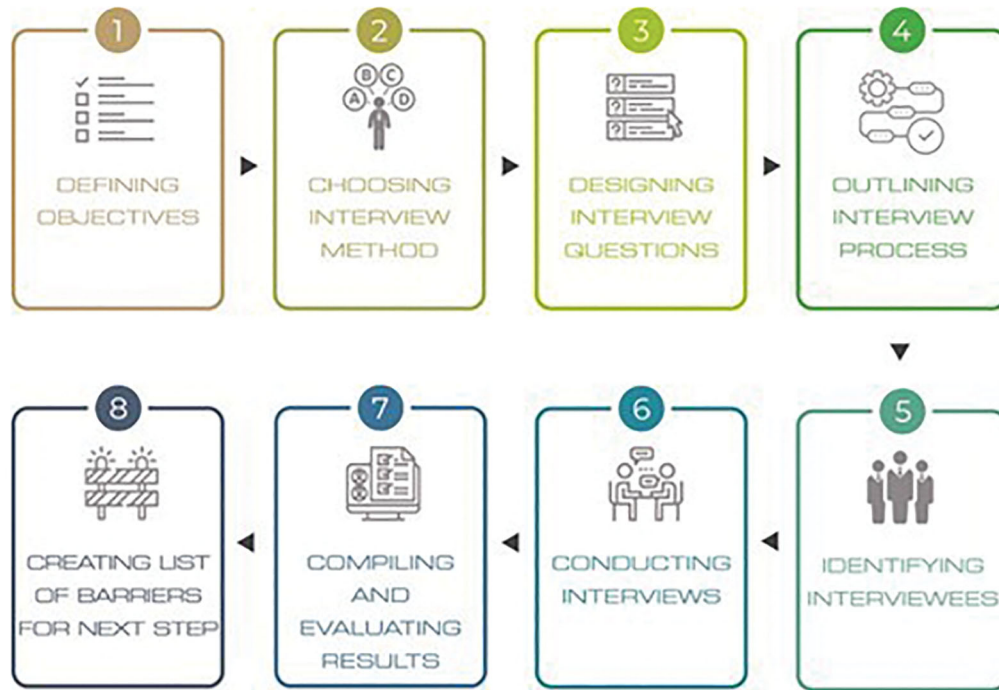 1
DEFINING
OBJECTIVES
2
A
B
C
D
CHOOSING
INTERVIEW
METHOD
3
?
?
?
DESIGNING
INTERVIEW
QUESTIONS
4
OUTLINING
INTERVIEW
PROCESS
5
IDENTIFYING
INTERVIEWEES
6
CONDUCTING
INTERVIEWS
7
COMPILING
AND
EVALUATING
RESULTS
8
CREATING LIST
OF BARRIERS
FOR NEXT STEP